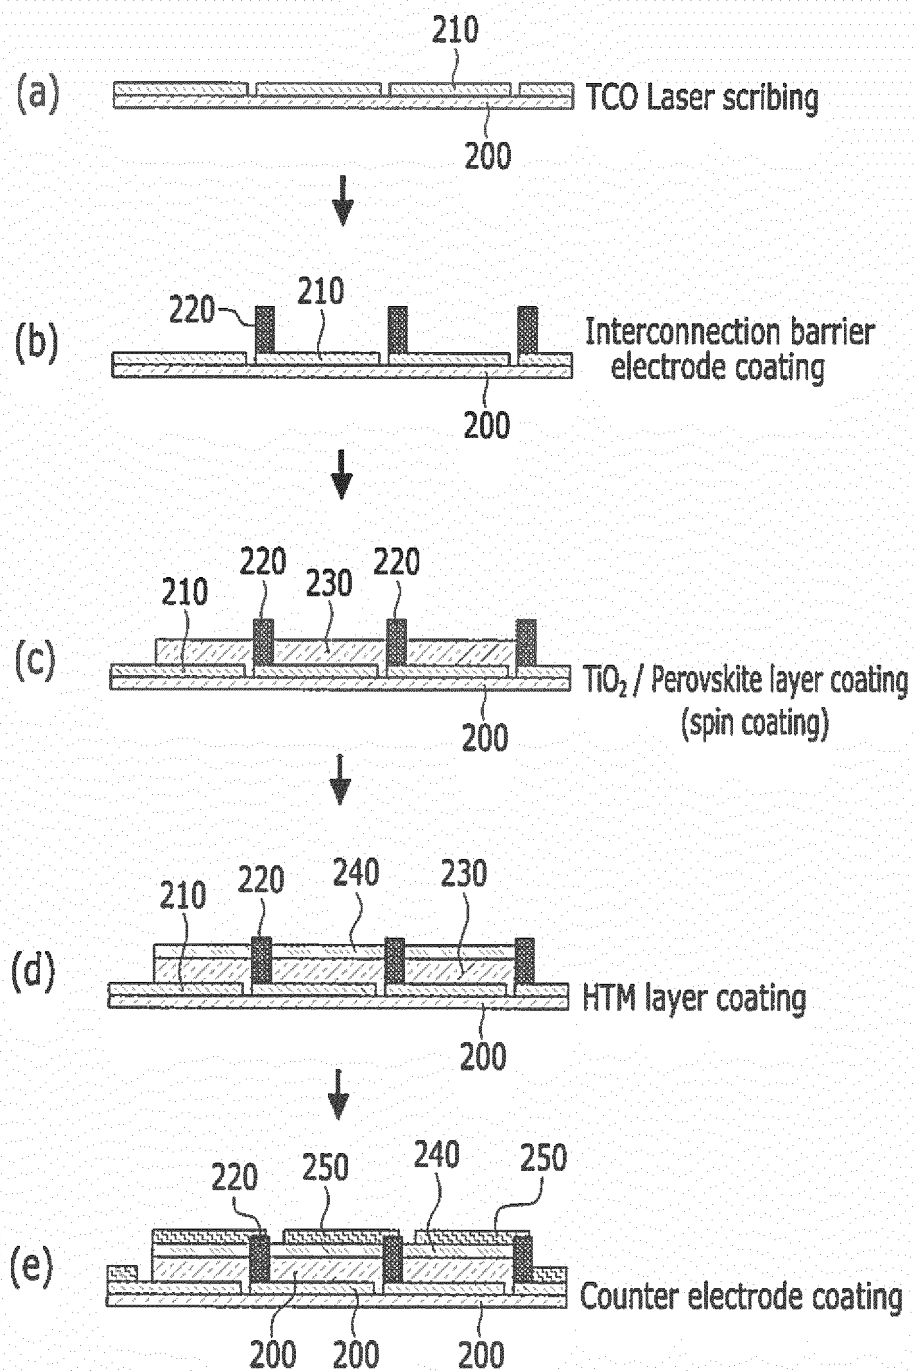 210
(a)
TCO Laser scribing
200
220
210
(b)
Interconnection barrier
electrode coating
200
220
220
230
210
(c)
TiO₂ / Perovskite layer coating
200
(spin coating)
240
230
220
210
(d)
HTM layer coating
200
240
250
250
220
(e)
Counter electrode coating
200
200
200